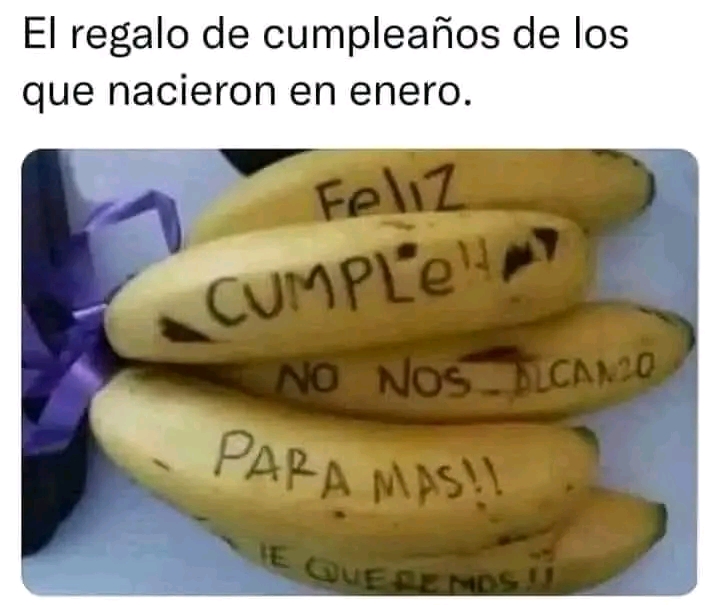 El regalo de cumpleaños de los
que nacieron en enero.
Feliz
CUMPLe!!
NO NOS ALCANZO
PARA MAS!!
TE QUEREMOS!!